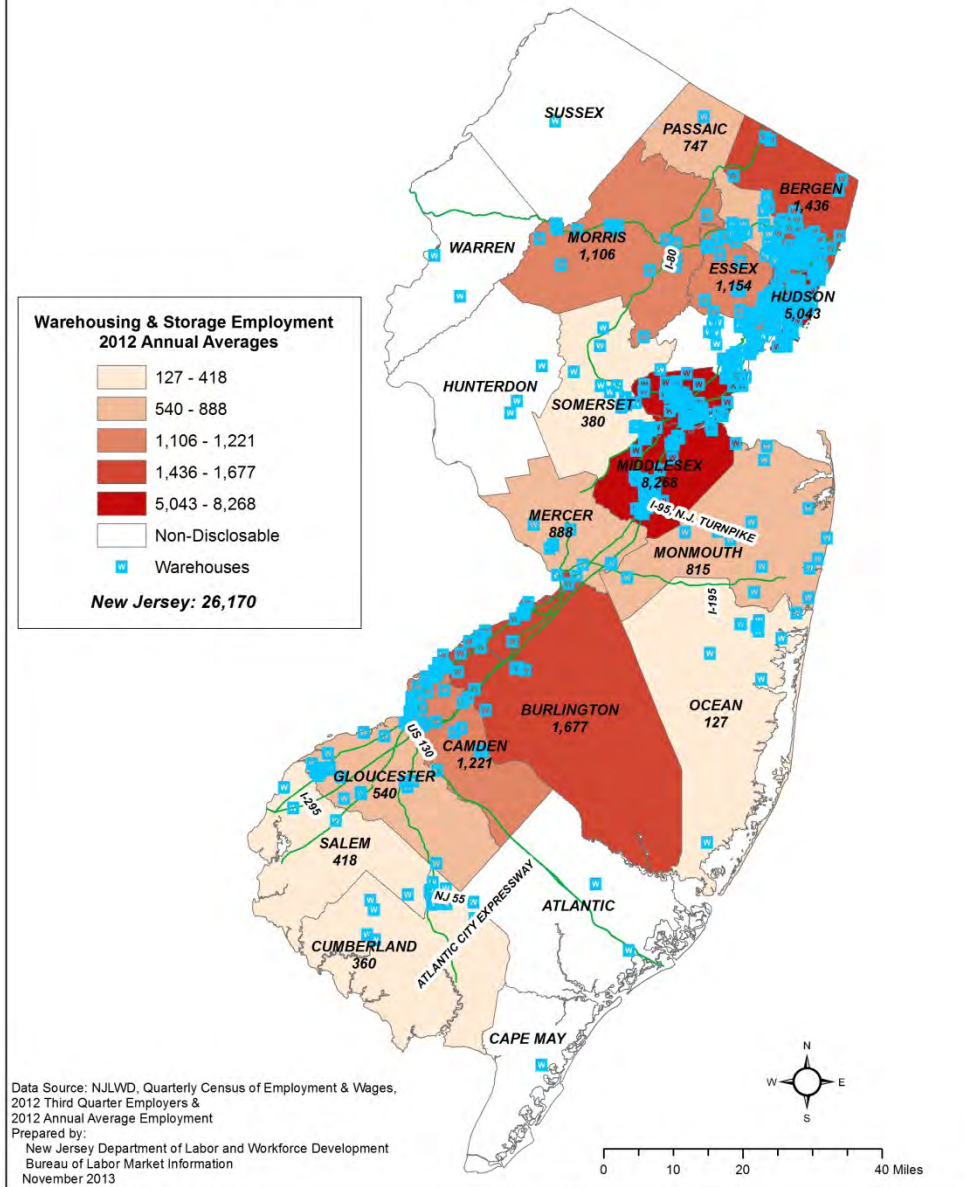 SUSSEX
PASSAIC
747
BERGEN
1,436
WARREN
MORRIS
1,106
I-80
ESSEX
1,154
HUDSON
5,043
Warehousing & Storage Employment
2012 Annual Averages
127 - 418
540 - 888
1,106 - 1,221
1,436 - 1,677
5,043 - 8,268
Non-Disclosable
W Warehouses
New Jersey: 26,170
HUNTERDON
SOMERSET
380
MIDDLESEX
8,268
MERCER
888
I-95, N.J. TURNPIKE
MONMOUTH
815
I-195
OCEAN
127
BURLINGTON
1,677
US 130
CAMDEN
1,221
GLOUCESTER
540
I-295
SALEM
418
NJ 55
ATLANTIC CITY EXPRESSWAY
ATLANTIC
CUMBERLAND
360
CAPE MAY
N
W E
S
Data Source: NJLWD, Quarterly Census of Employment & Wages,
2012 Third Quarter Employers &
2012 Annual Average Employment
Prepared by:
New Jersey Department of Labor and Workforce Development
Bureau of Labor Market Information
November 2013
0 10 20 40 Miles